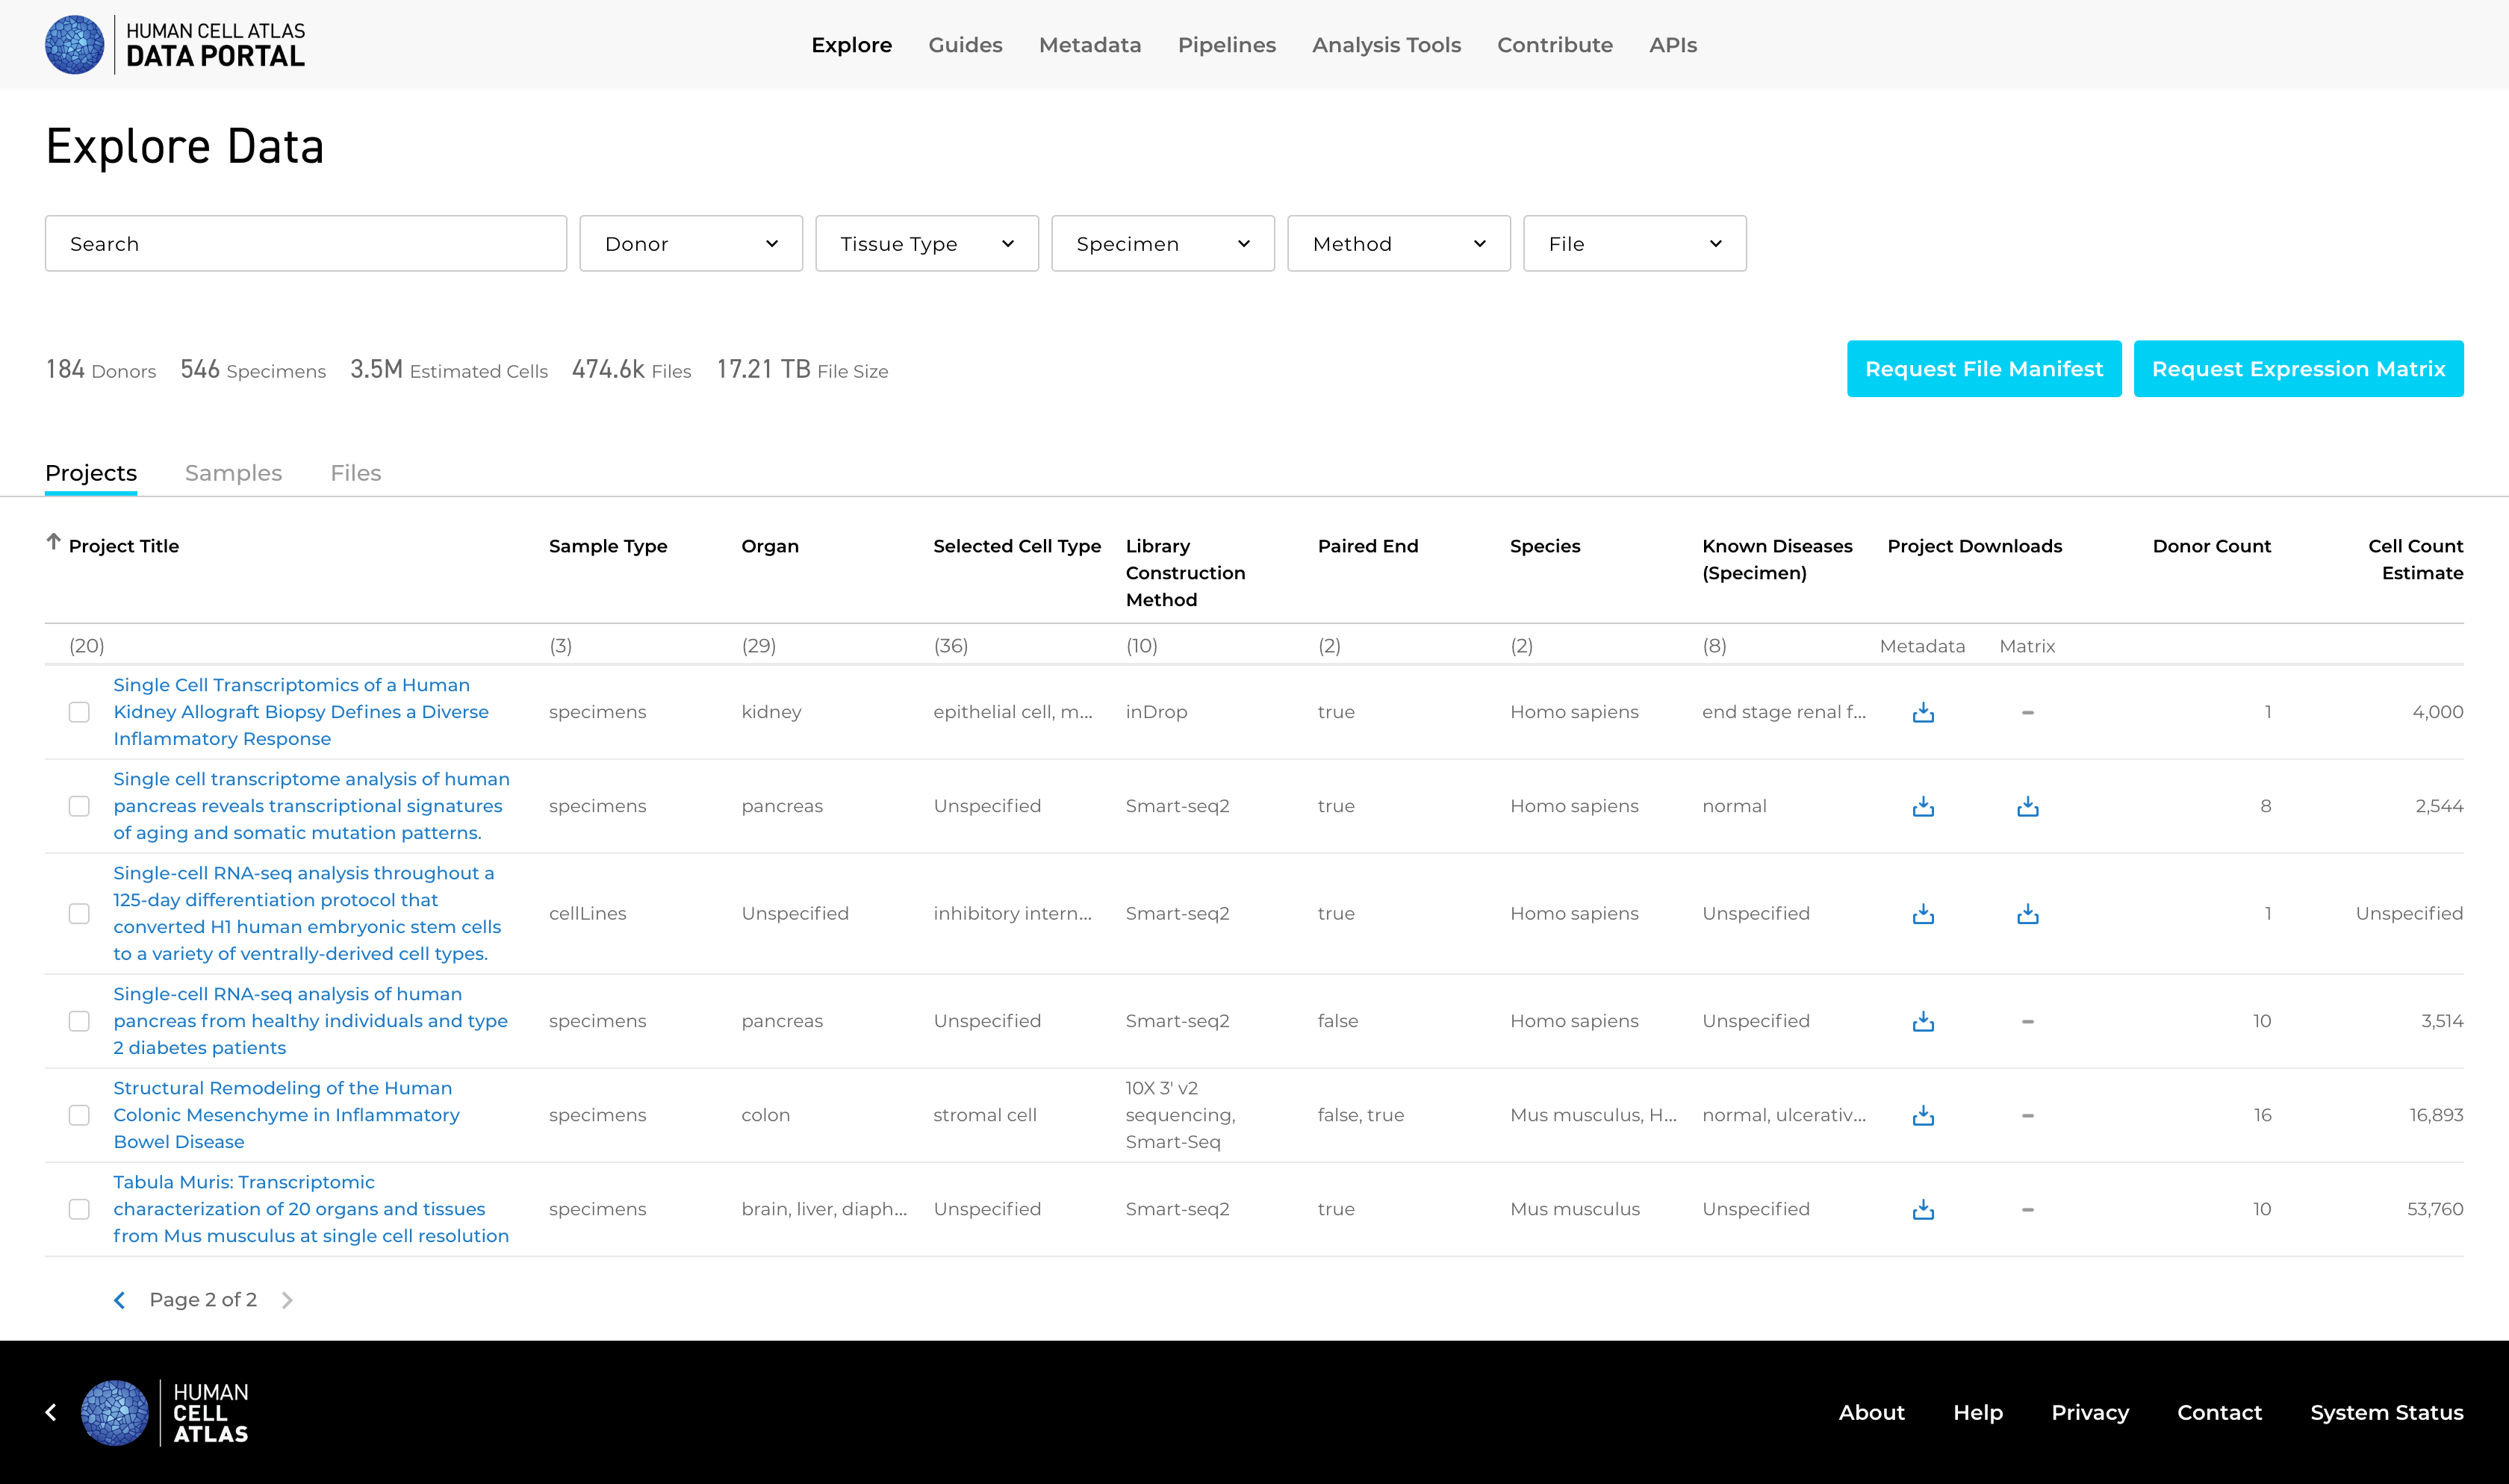 HUMAN CELL ATLAS
DATA PORTAL
Explore Guides Metadata Pipelines Analysis Tools Contribute APIs
Explore Data
Search Donor Tissue Type Specimen Method File
184 Donors 546 Specimens 3.5M Estimated Cells 474.6k Files 17.21 TB File Size
Request File Manifest Request Expression Matrix
Projects Samples Files
Project Title Sample Type Organ Selected Cell Type Library Construction Method Paired End Species Known Diseases (Specimen) Project Downloads Donor Count Cell Count Estimate
(20) (3) (29) (36) (10) (2) (2) (8) Metadata Matrix
Single Cell Transcriptomics of a Human
Kidney Allograft Biopsy Defines a Diverse
Inflammatory Response
specimens kidney epithelial cell, m... inDrop true Homo sapiens end stage renal f... – 1 4,000
Single cell transcriptome analysis of human
pancreas reveals transcriptional signatures
of aging and somatic mutation patterns.
specimens pancreas Unspecified Smart-seq2 true Homo sapiens normal 8 2,544
Single-cell RNA-seq analysis throughout a
125-day differentiation protocol that
converted H1 human embryonic stem cells
to a variety of ventrally-derived cell types.
cellLines Unspecified inhibitory intern... Smart-seq2 true Homo sapiens Unspecified 1 Unspecified
Single-cell RNA-seq analysis of human
pancreas from healthy individuals and type
2 diabetes patients
specimens pancreas Unspecified Smart-seq2 false Homo sapiens Unspecified – 10 3,514
Structural Remodeling of the Human
Colonic Mesenchyme in Inflammatory
Bowel Disease
specimens colon stromal cell 10X 3' v2 sequencing, Smart-Seq false, true Mus musculus, H... normal, ulcerativ... – 16 16,893
Tabula Muris: Transcriptomic
characterization of 20 organs and tissues
from Mus musculus at single cell resolution
specimens brain, liver, diaph... Unspecified Smart-seq2 true Mus musculus Unspecified – 10 53,760
Page 2 of 2
HUMAN
CELL
ATLAS
About Help Privacy Contact System Status